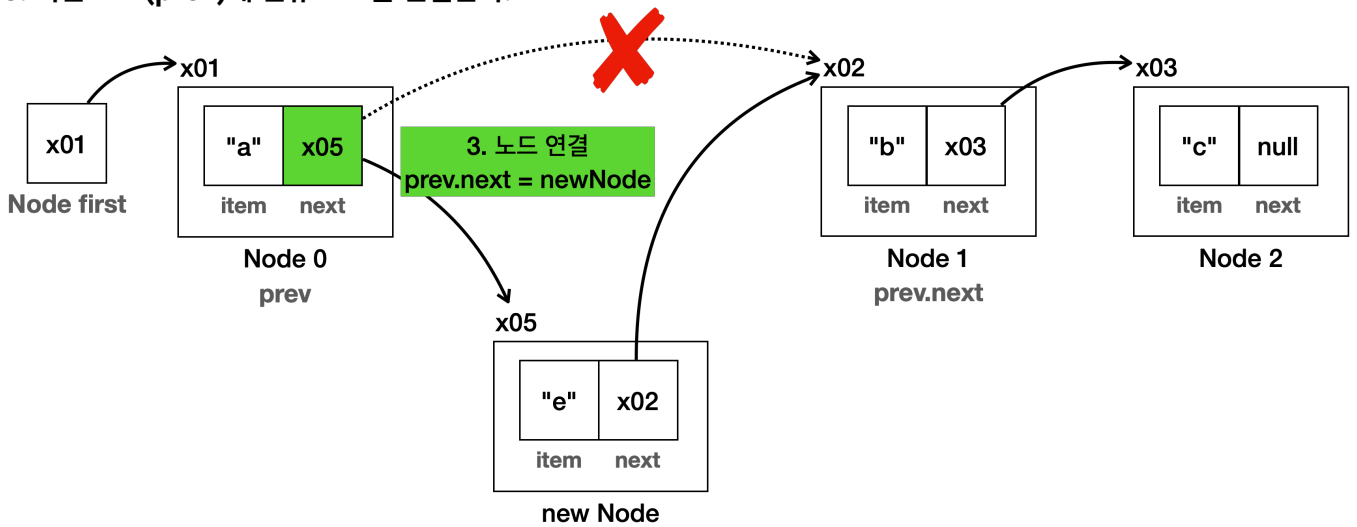 x01
x02
x03
x01
Node first
"a"
x05
item
next
Node 0
prev
3. 노드 연결
prev.next = newNode
"b"
x03
item
next
Node 1
prev.next
"c"
null
item
next
Node 2
x05
"e"
x02
item
next
new Node